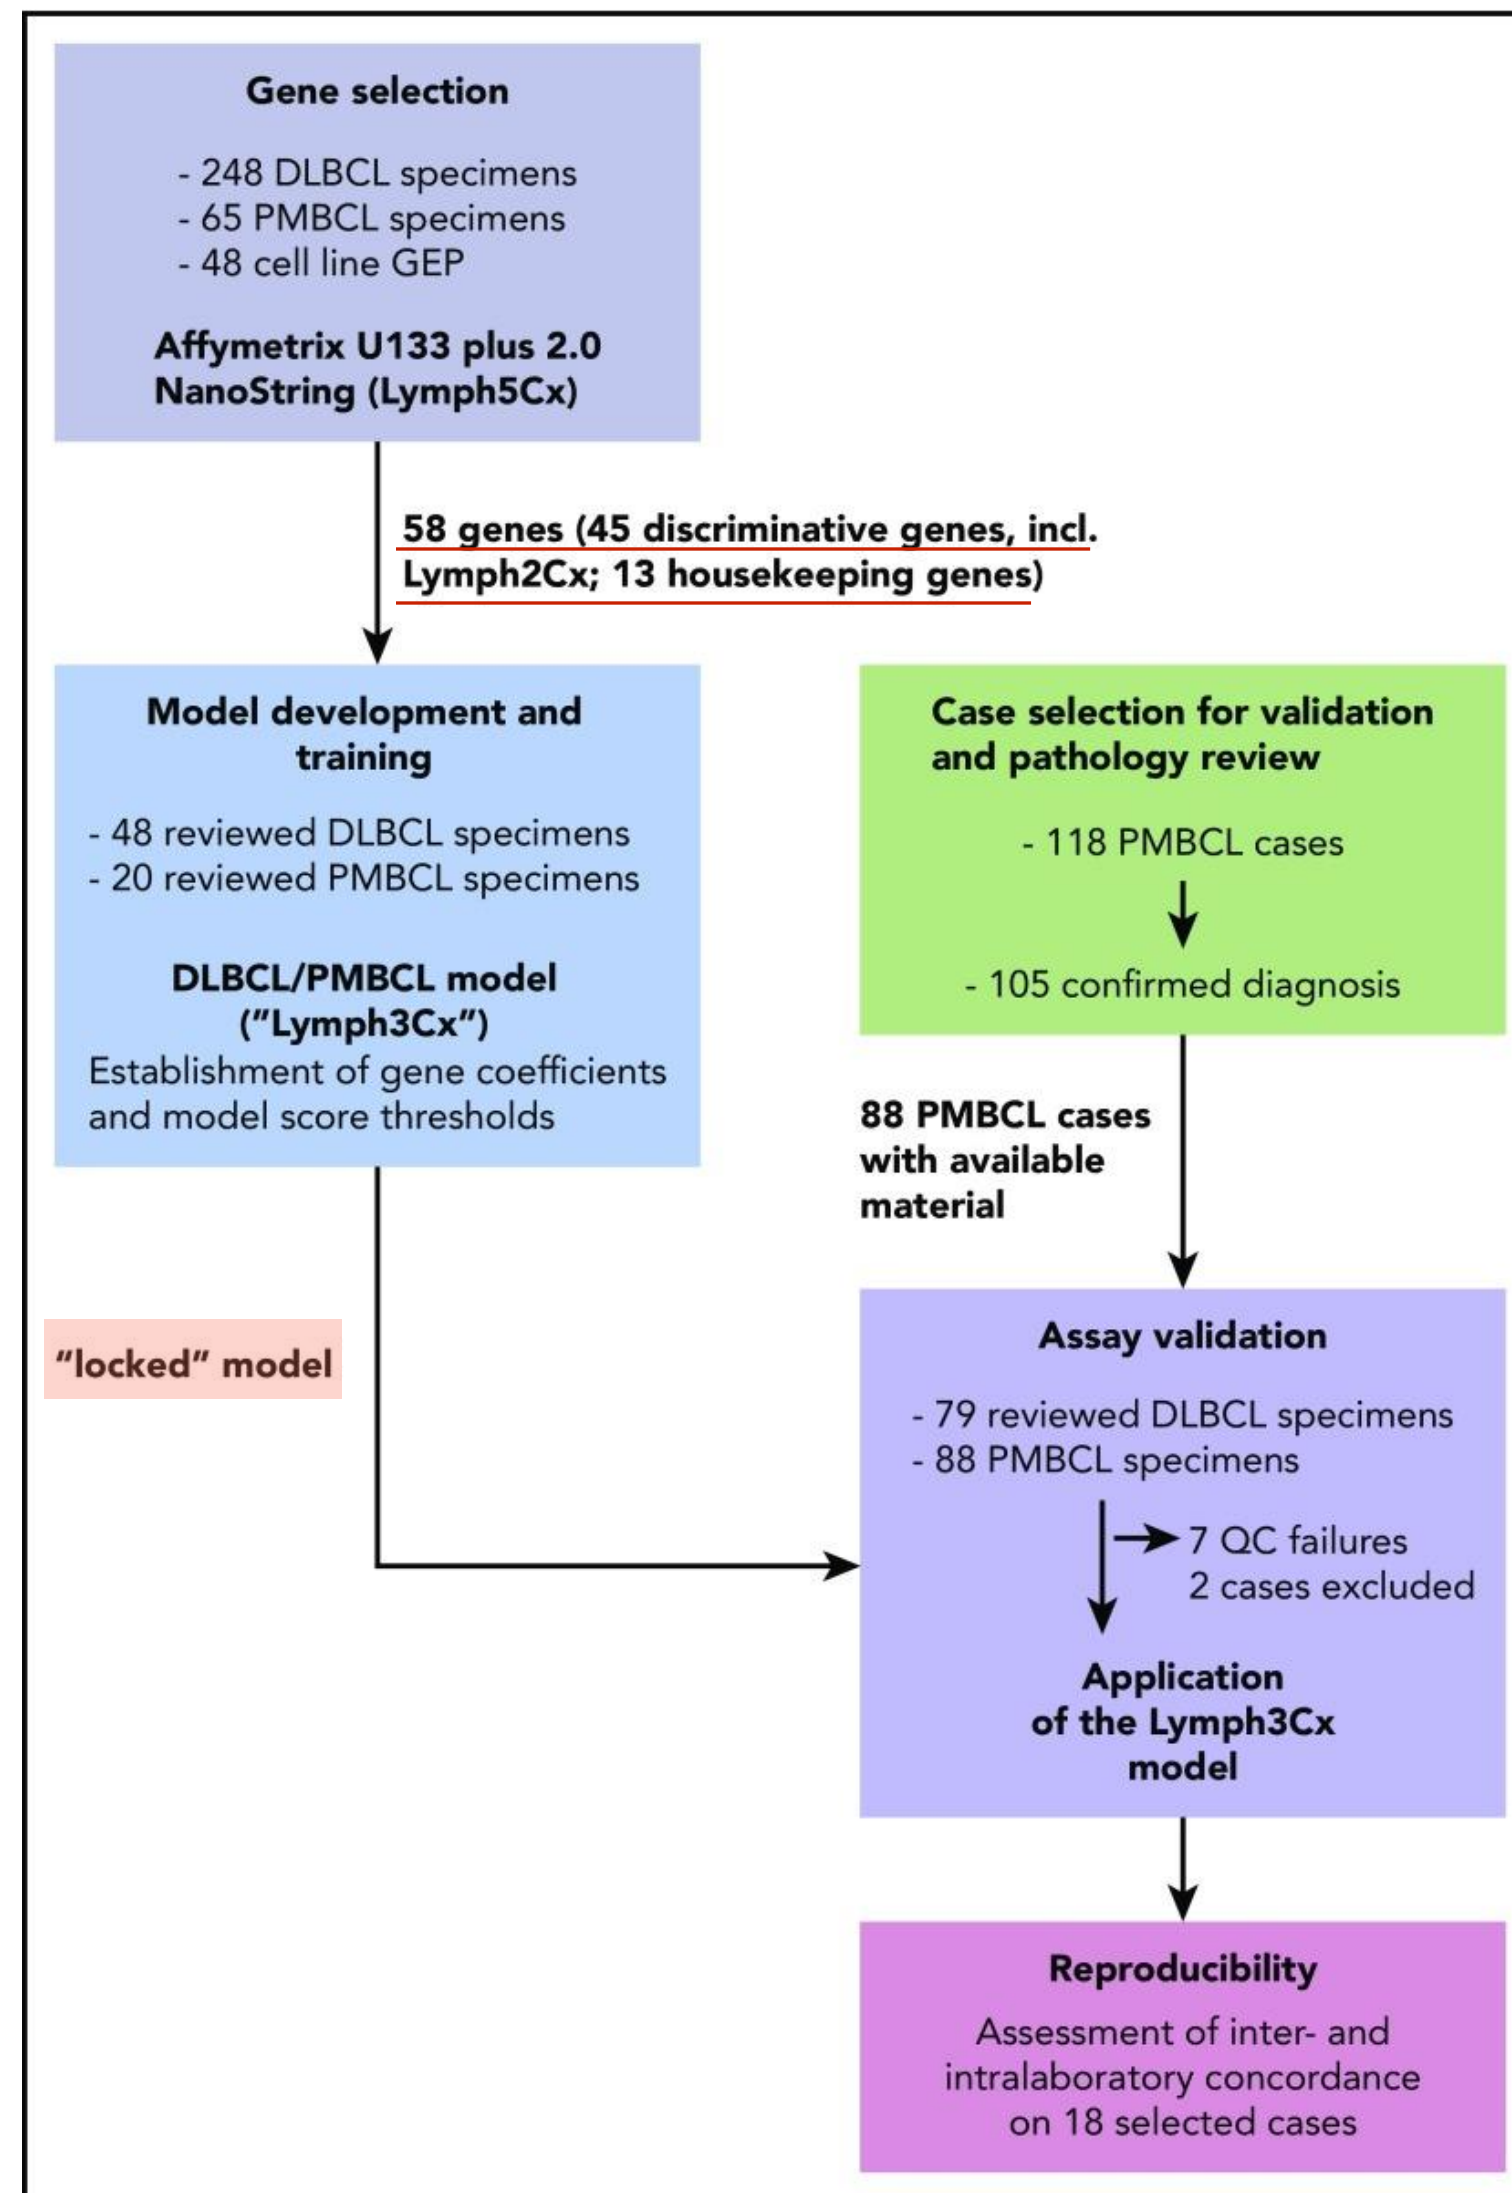 Gene selection
- 248 DLBCL specimens
- 65 PMBCL specimens
- 48 cell line GEP
Affymetrix U133 plus 2.0
NanoString (Lymph5Cx)
58 genes (45 discriminative genes, incl.
Lymph2Cx; 13 housekeeping genes)
Model development and
training
- 48 reviewed DLBCL specimens
- 20 reviewed PMBCL specimens
DLBCL/PMBCL model
("Lymph3Cx")
Establishment of gene coefficients
and model score thresholds
"locked" model
Case selection for validation
and pathology review
- 118 PMBCL cases
- 105 confirmed diagnosis
88 PMBCL cases
with available
material
Assay validation
- 79 reviewed DLBCL specimens
- 88 PMBCL specimens
7 QC failures
2 cases excluded
Application
of the Lymph3Cx
model
Reproducibility
Assessment of inter- and
intralaboratory concordance
on 18 selected cases